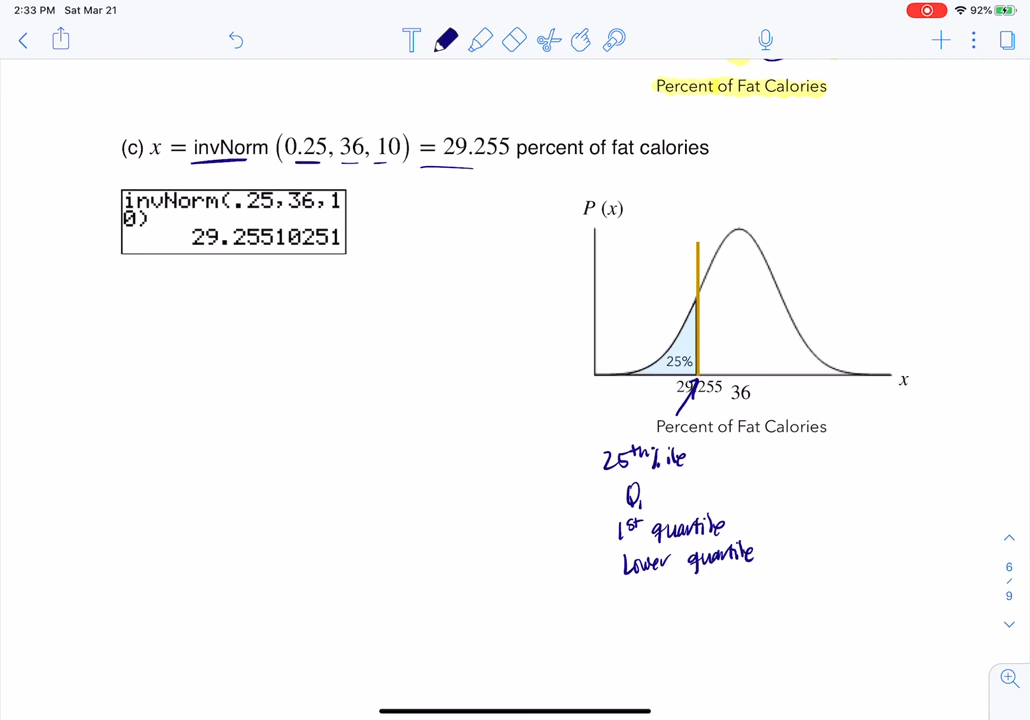 2:33 PM Sat Mar 21
92%
T
Percent of Fat Calories
(c) x = invNorm (0.25, 36, 10) = 29.255 percent of fat calories
invNorm(.25,36,1
0)
29.25510251
P (x)
25%
29.255 36
x
Percent of Fat Calories
25th %ile
Q1
1st quartile
Lower quartile
6
/
9